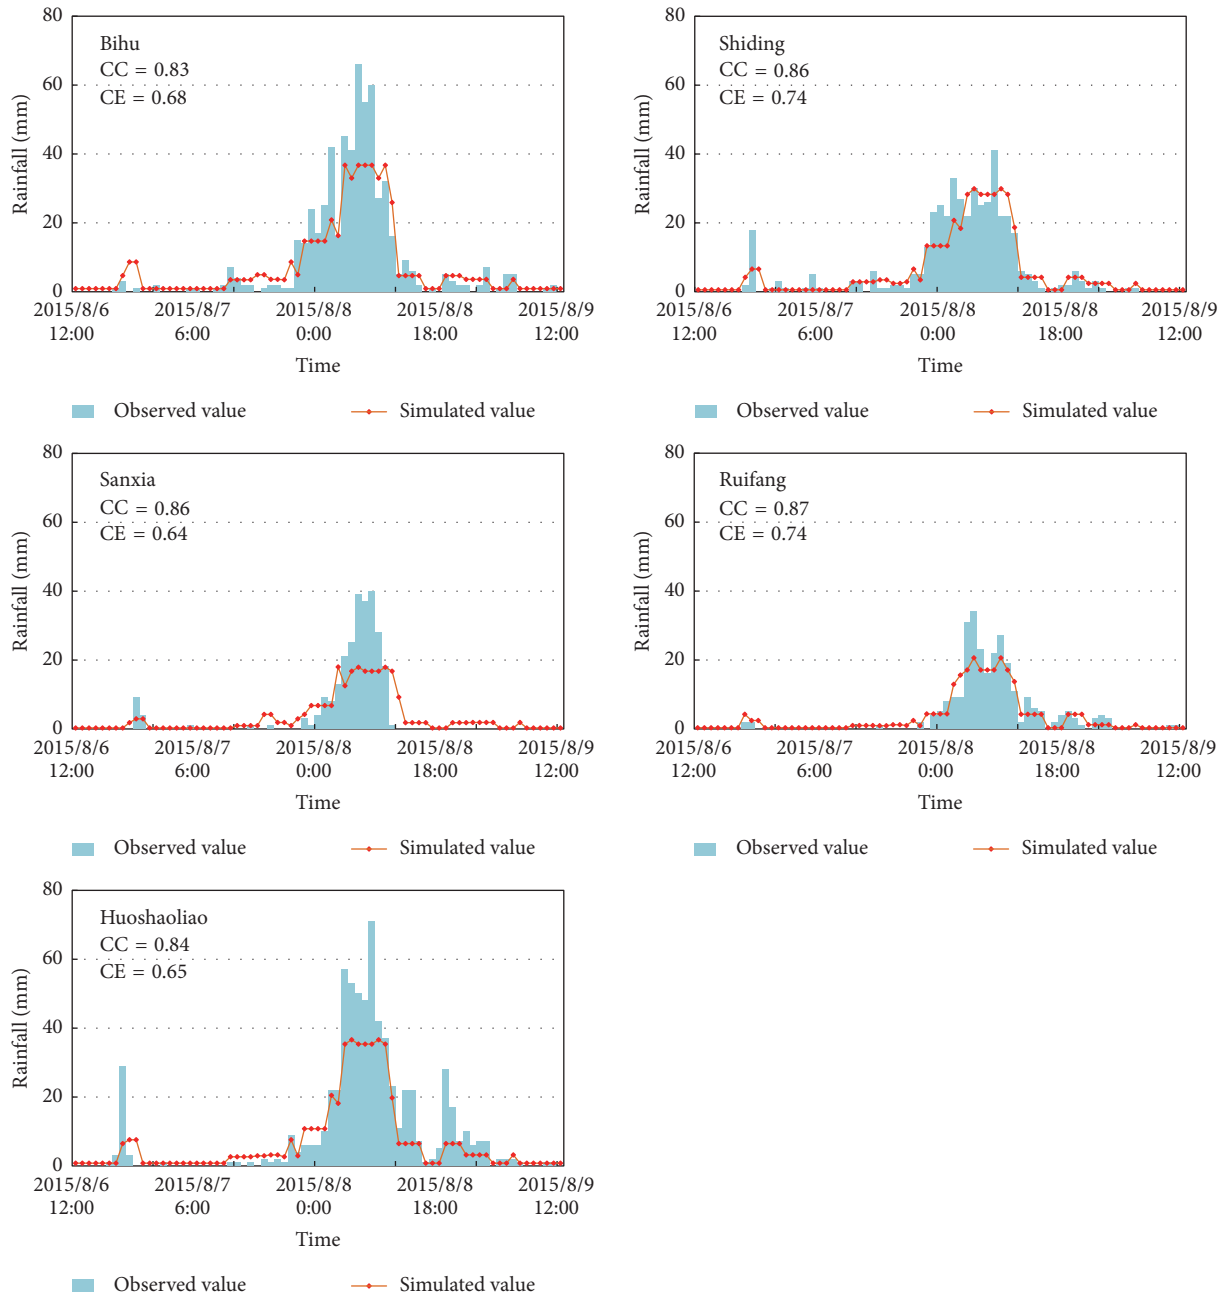 80
60
40
20
0
Rainfall (mm)
Bihu
CC = 0.83
CE = 0.68
2015/8/6 2015/8/7 2015/8/8 2015/8/8 2015/8/9
12:00 6:00 0:00 18:00 12:00
Time
Observed value Simulated value
80
60
40
20
0
Rainfall (mm)
Shiding
CC = 0.86
CE = 0.74
2015/8/6 2015/8/7 2015/8/8 2015/8/8 2015/8/9
12:00 6:00 0:00 18:00 12:00
Time
Observed value Simulated value
80
60
40
20
0
Rainfall (mm)
Sanxia
CC = 0.86
CE = 0.64
2015/8/6 2015/8/7 2015/8/8 2015/8/8 2015/8/9
12:00 6:00 0:00 18:00 12:00
Time
Observed value Simulated value
80
60
40
20
0
Rainfall (mm)
Ruifang
CC = 0.87
CE = 0.74
2015/8/6 2015/8/7 2015/8/8 2015/8/8 2015/8/9
12:00 6:00 0:00 18:00 12:00
Time
Observed value Simulated value
80
60
40
20
0
Rainfall (mm)
Huoshaoliao
CC = 0.84
CE = 0.65
2015/8/6 2015/8/7 2015/8/8 2015/8/8 2015/8/9
12:00 6:00 0:00 18:00 12:00
Time
Observed value Simulated value